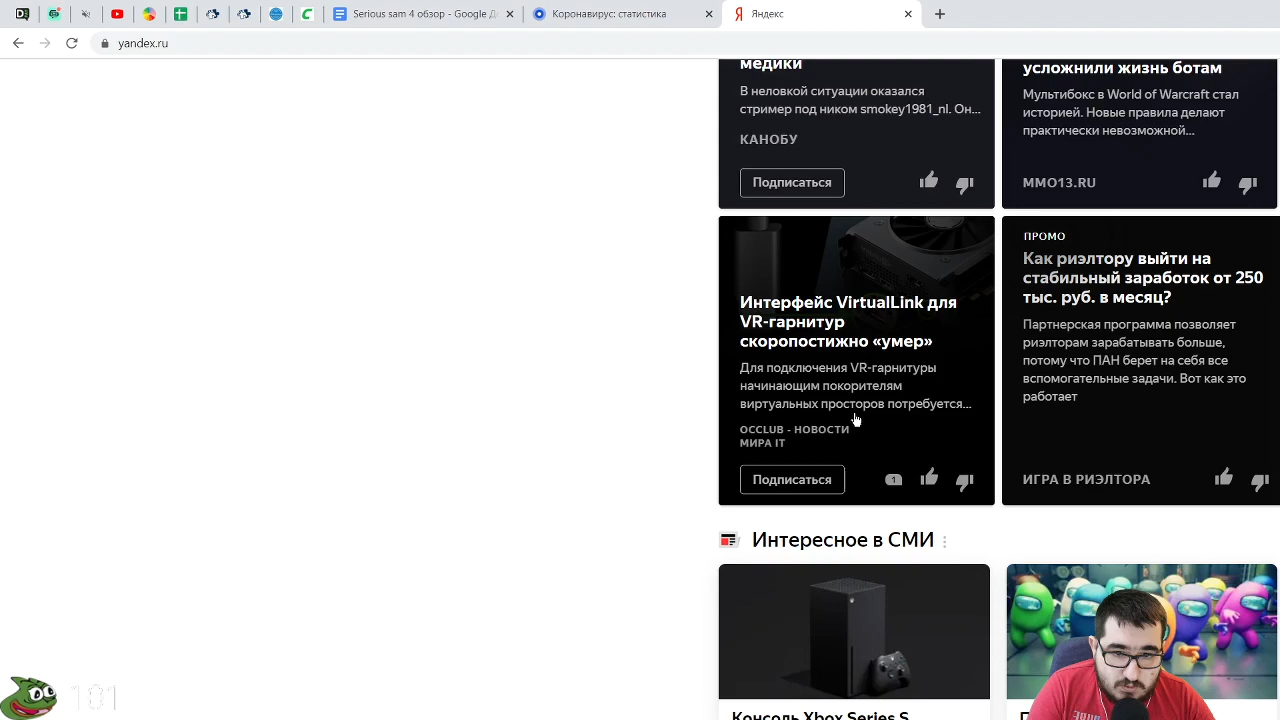 Serious sam 4 обзор - Google Д
Коронавирус: статистика
Яндекс
yandex.ru
медики
В неловкой ситуации оказался
стример под ником smokey1981_nl. Он...
КАНОБУ
Подписаться
усложнили жизнь ботам
Мультибокс в World of Warcraft стал
историей. Новые правила делают
практически невозможной...
MMO13.RU
Интерфейс VirtualLink для
VR-гарнитур
скоропостижно «умер»
Для подключения VR-гарнитуры
начинающим покорителям
виртуальных просторов потребуется...
OCCLUB - НОВОСТИ
МИРА IT
Подписаться
1
ПРОМО
Как риэлтору выйти на
стабильный заработок от 250
тыс. руб. в месяц?
Партнерская программа позволяет
риэлторам зарабатывать больше,
потому что ПАН берет на себя все
вспомогательные задачи. Вот как это
работает
ИГРА В РИЭЛТОРА
Интересное в СМИ
Консоль Xbox Series S
101